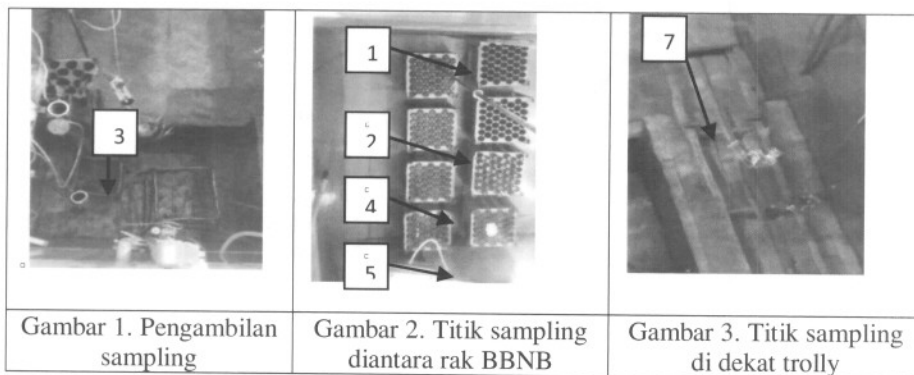 3
1
2
4
5
7
Gambar 1. Pengambilan
sampling
Gambar 2. Titik sampling
diantara rak BBNB
Gambar 3. Titik sampling
di dekat trolly